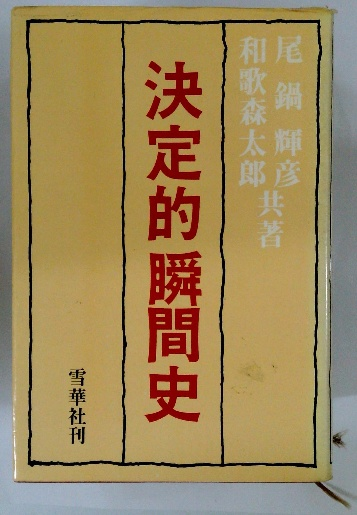 尾鍋輝彦
和歌森太郎
共著
決定的瞬間史
雪華社刊